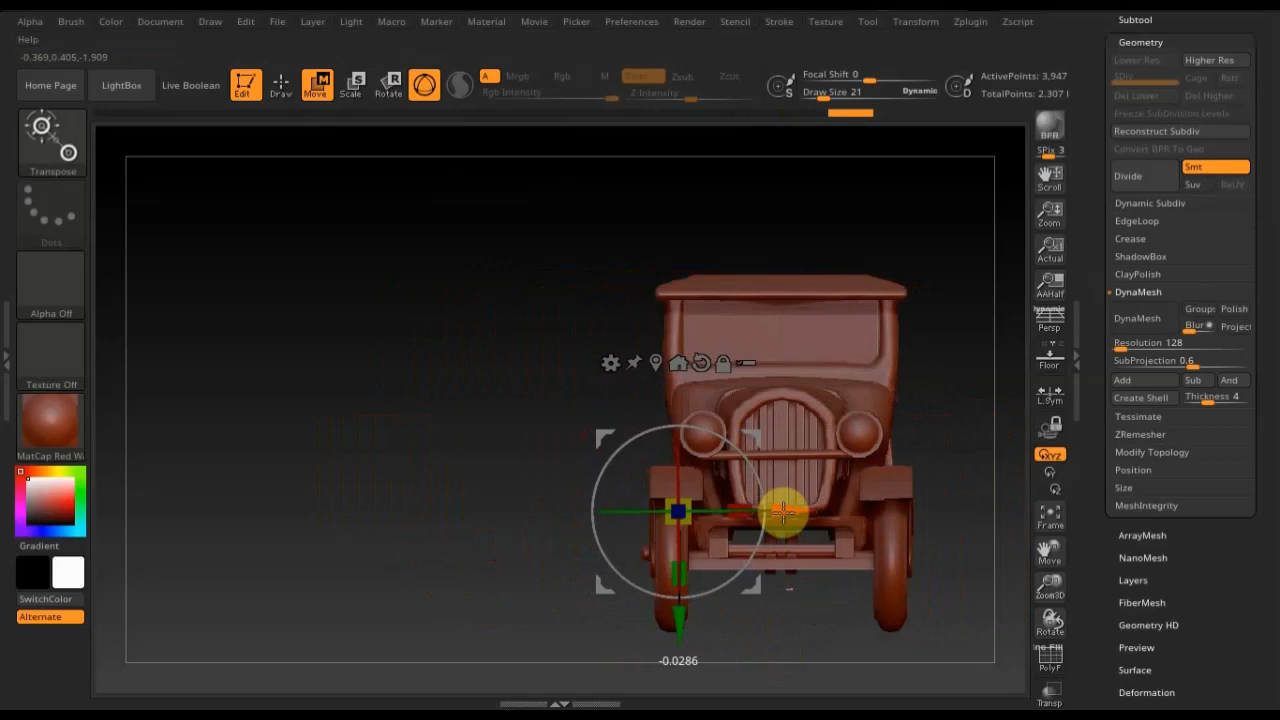 Alpha Brush Color Document Draw Edit File Layer Light Macro Marker Material Movie Picker Preferences Render Stencil Stroke Texture Tool Transform Zplugin Zscript
Help
-0.369,0.405,-1.909
Home Page
LightBox
Live Boolean
Edit
Draw
Move
Scale
Rotate
A
Mrgb
Rgb
M
Zadd
Zsub
Zcut
Rgb Intensity
Z Intensity
S
Focal Shift 0
Draw Size 21
Dynamic
D
ActivePoints: 3,947
TotalPoints: 2.307
Transpose
Dots
Alpha Off
Texture Off
MatCap Red W
Gradient
SwitchColor
Alternate
-0.0286
BPR
SPix 3
Scroll
Zoom
Actual
AAHalf
Dynamic
Persp
Floor
L.Sym
XYZ
Frame
Move
Zoom3D
Rotate
PolyF
Transp
Subtool
Geometry
Lower Res
Higher Res
SDiv
Cage
Rstr
Del Lower
Del Higher
Freeze SubDivision Levels
Reconstruct Subdiv
Convert BPR To Geo
Divide
Smt
Suv
ReUV
Dynamic Subdiv
EdgeLoop
Crease
ShadowBox
ClayPolish
DynaMesh
DynaMesh
Group
Polish
Blur
Project
Resolution 128
SubProjection 0.6
Add
Sub
And
Create Shell
Thickness 4
Tessimate
ZRemesher
Modify Topology
Position
Size
MeshIntegrity
ArrayMesh
NanoMesh
Layers
FiberMesh
Geometry HD
Preview
Surface
Deformation